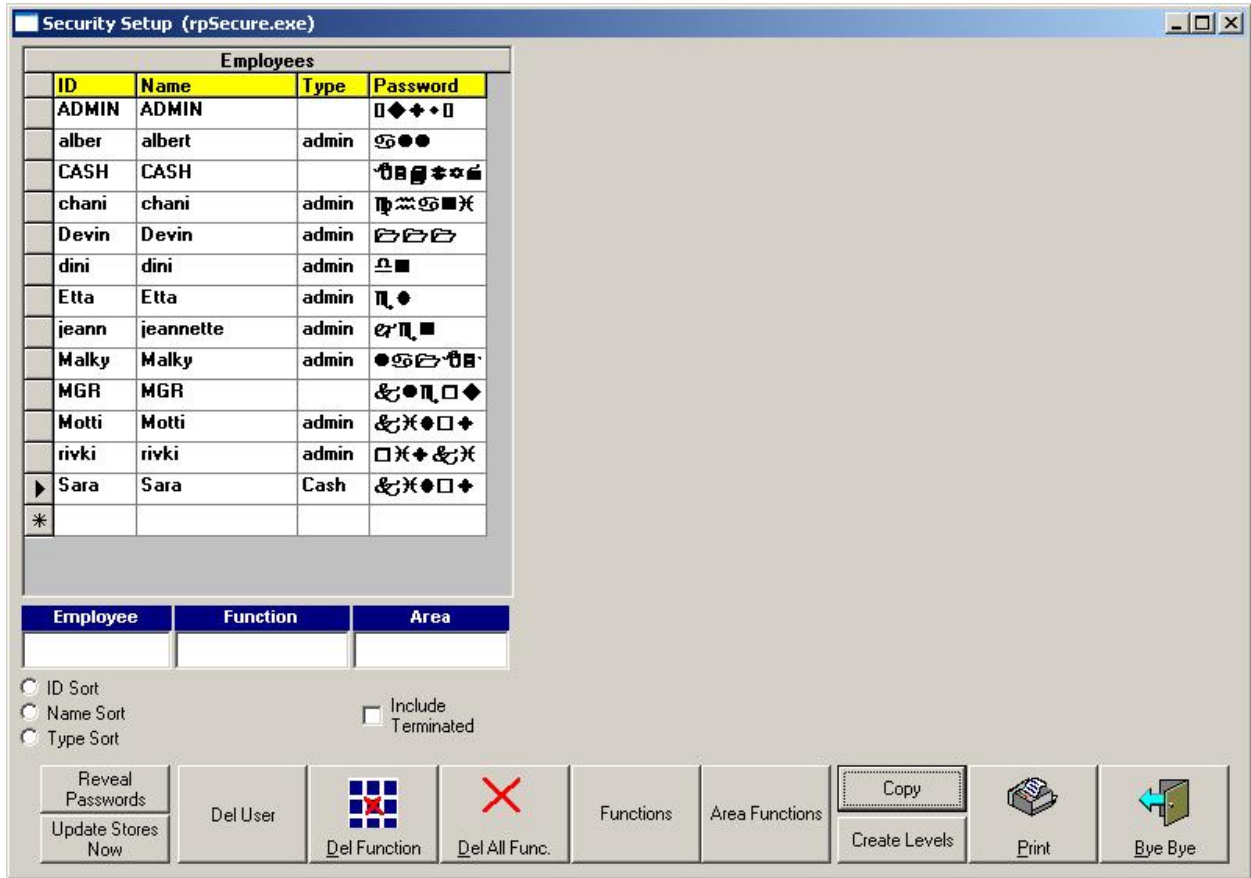 Security Setup (rpSecure.exe)
Employees
ID Name Type Password
ADMIN ADMIN
alber albert admin
CASH CASH
chani chani admin
Devin Devin admin
dini dini admin
Etta Etta admin
jeann jeannette admin
Malky Malky admin
MGR MGR
Motti Motti admin
rivki rivki admin
Sara Sara Cash
Employee Function Area
ID Sort
Name Sort
Type Sort
Include
Terminated
Reveal
Passwords
Update Stores
Now
Del User
Del Function
Del All Func.
Functions
Area Functions
Copy
Create Levels
Print
Bye Bye